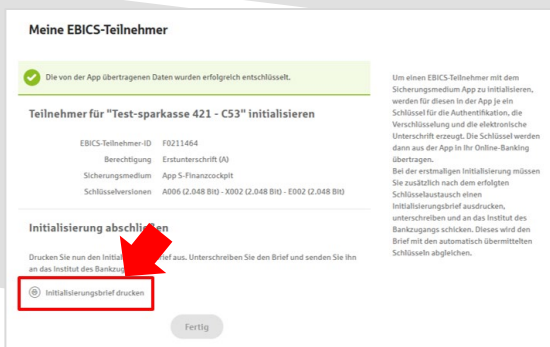 Meine EBICS-Teilnehmer
Die von der App übertragenen Daten wurden erfolgreich entschlüsselt.
Teilnehmer für "Test-sparkasse 421 - C53" initialisieren
EBICS-Teilnehmer-ID F0211464
Berechtigung Erstunterschrift (A)
Sicherungsmedium App S-Finanzcockpit
Schlüsselversionen A006 (2.048 Bit) - X002 (2.048 Bit) - E002 (2.048 Bit)
Initialisierung abschließen
Drucken Sie nun den Initial brief aus. Unterschreiben Sie den Brief und senden Sie ihn
an das Institut des Bankzug
Initialisierungsbrief drucken
Fertig
Um einen EBICS-Teilnehmer mit dem
Sicherungsmedium App zu initialisieren,
werden für diesen in der App je ein
Schlüssel für die Authentifikation, die
Verschlüsselung und die elektronische
Unterschrift erzeugt. Die Schlüssel werden
dann aus der App in Ihr Online-Banking
übertragen.
Bei der erstmaligen Initialisierung müssen
Sie zusätzlich nach dem erfolgten
Schlüsselaustausch einen
Initialisierungsbrief ausdrucken,
unterschreiben und an das Institut des
Bankzugangs schicken. Dieses wird den
Brief mit den automatisch übermittelten
Schlüsseln abgleichen.